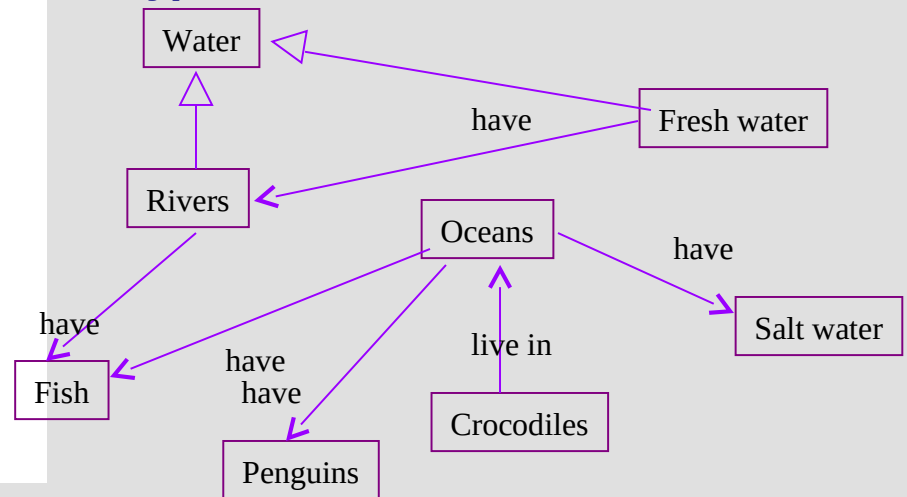 Water
have
Fresh water
Rivers
Oceans
have
have
Salt water
live in
have
have
Fish
Crocodiles
Penguins